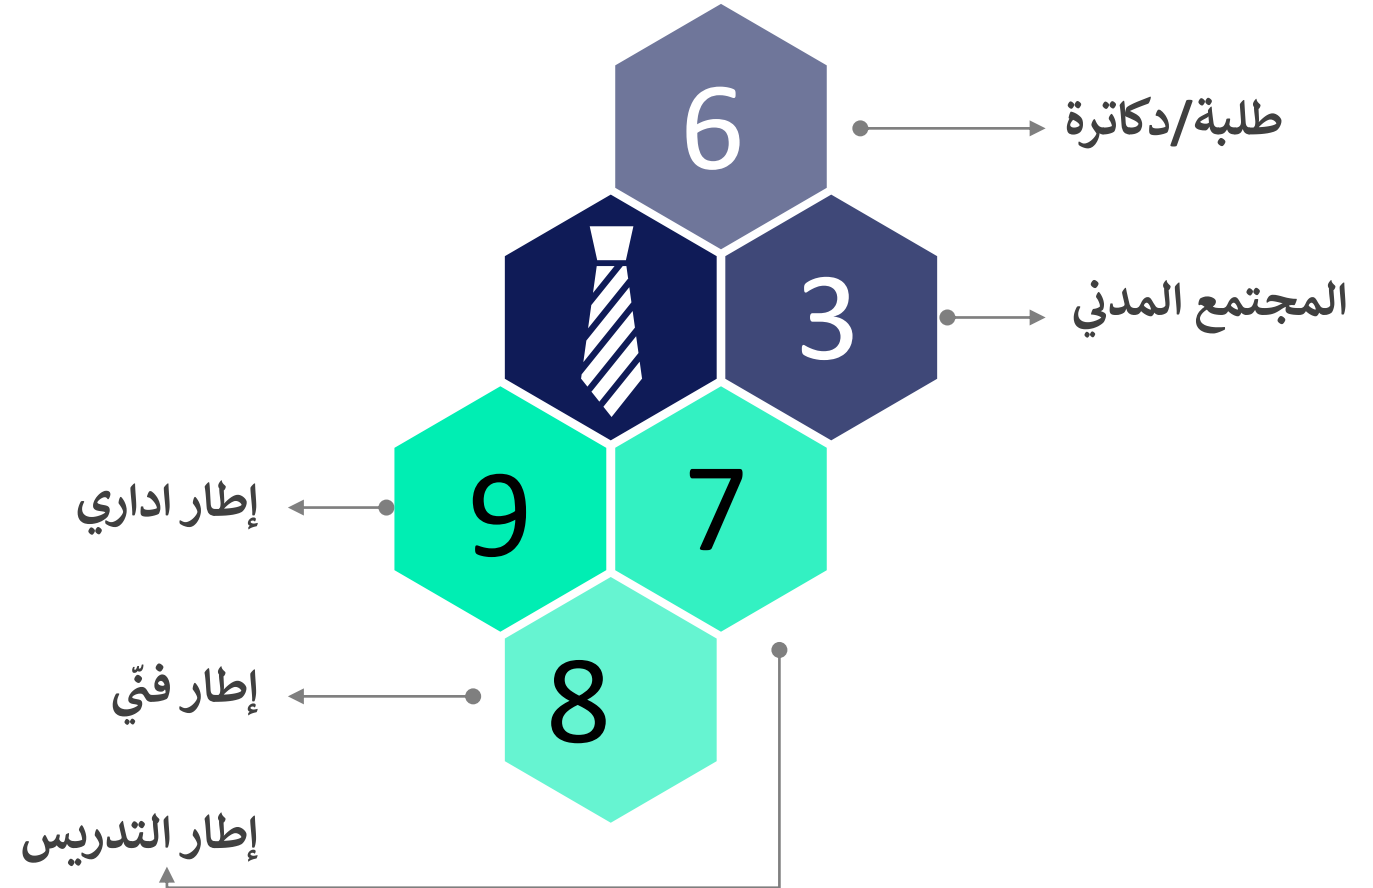 6
طلبة/دكاترة
3
المجتمع المدني
9
7
إطار اداري
8
إطار فنّي
إطار التدريس